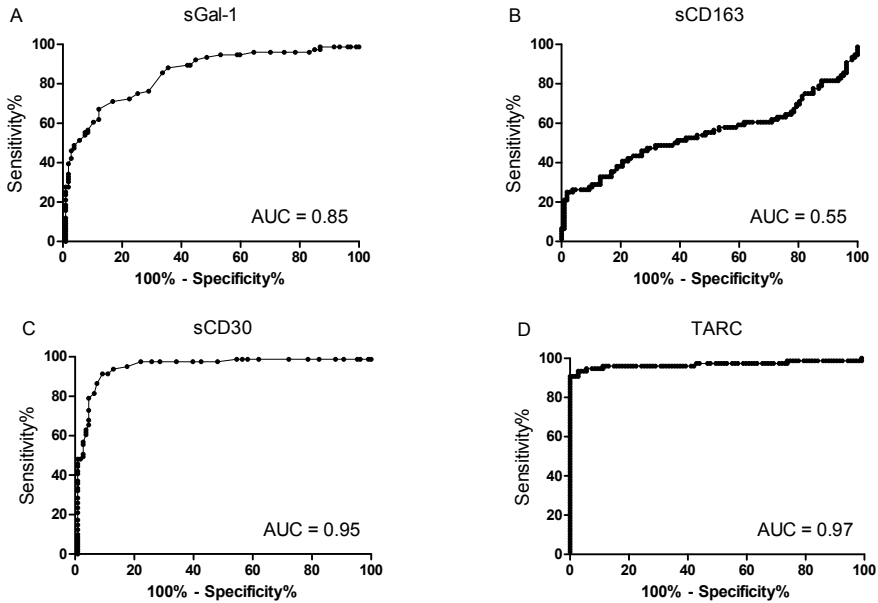 A
sGal-1
100
80
60
40
20
0
Sensitivity%
AUC = 0.85
0 20 40 60 80 100
100% - Specificity%
B
sCD163
100
80
60
40
20
0
Sensitivity%
AUC = 0.55
0 20 40 60 80 100
100% - Specificity%
C
sCD30
100
80
60
40
20
0
Sensitivity%
AUC = 0.95
0 20 40 60 80 100
100% - Specificity%
D
TARC
100
80
60
40
20
0
Sensitivity%
AUC = 0.97
0 20 40 60 80 100
100% - Specificity%